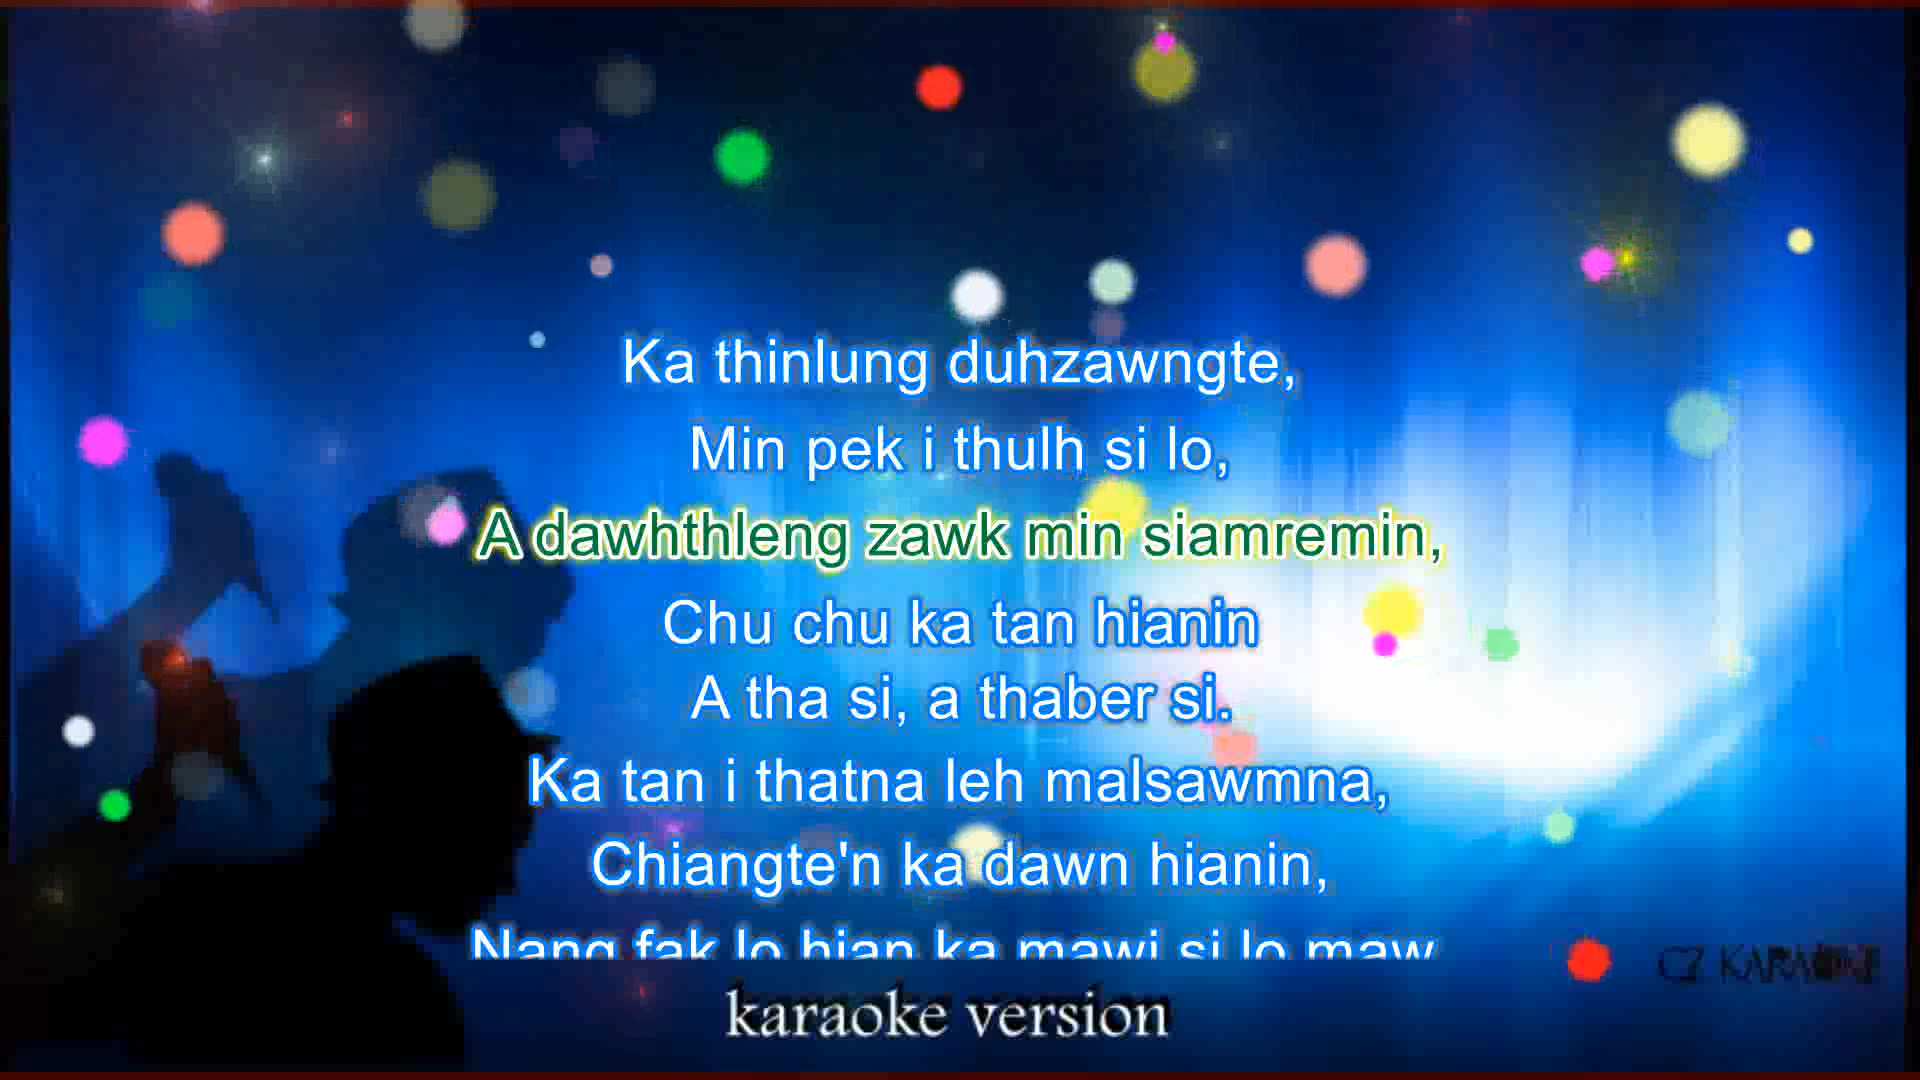 Ka thinlung duhzawngte,
Min pek i thulh si lo,
A dawhthleng zawk min siamremin,
Chu chu ka tan hianin
A tha si, a thaber si.
Ka tan i thatna leh malsawmna,
Chiangte'n ka dawn hianin,
Nang fak lo hian ka mawi si lo maw
CZ KARAOKE
karaoke version